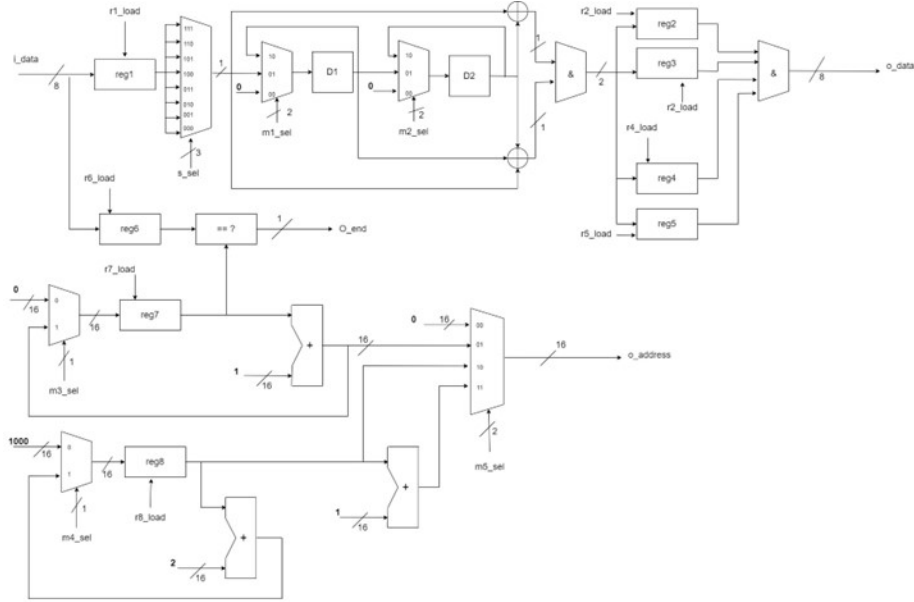 r1_load
i_data
8
reg1
111
110
101
100
011
010
001
000
3
s_sel
1
0
10
01
00
2
m1_sel
D1
0
10
01
00
2
m2_sel
D2
1
1
&
2
r2_load
reg2
reg3
r2_load
r4_load
reg4
reg5
r5_load
&
8
o_data
r6_load
reg6
== ?
1
O_end
r7_load
0
16
0
1
1
m3_sel
16
reg7
1
16
+
16
0
16
00
01
10
11
2
m5_sel
16
o_address
1000
16
0
1
1
m4_sel
16
reg8
r8_load
2
16
+
1
16
+